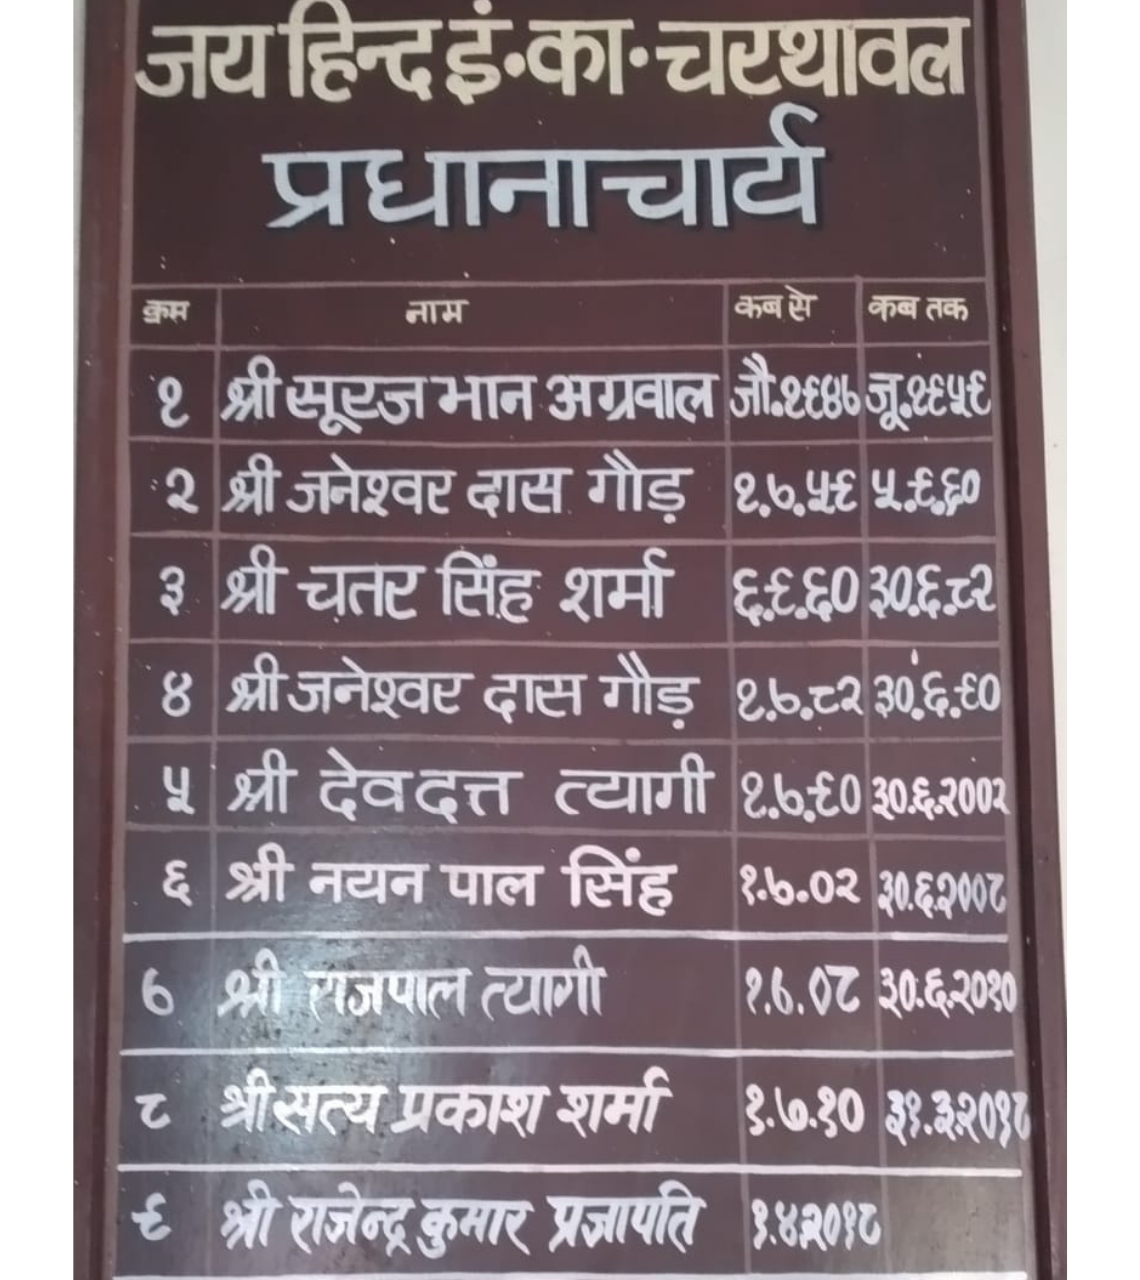 जय हिन्द इं॰का॰चरथावल
प्रधानाचार्य
क्रम नाम कब से कब तक
१ श्री सूरज भान अग्रवाल जौ.१९४७ जू.१९५९
२ श्री जनेश्वर दास गौड़ १.७.५९ ५.९.६०
३ श्री चतर सिंह शर्मा ६.९.६० ३०.६.८२
४ श्री जनेश्वर दास गौड़ १.७.८२ ३०.६.९०
५ श्री देवदत्त त्यागी १.७.९० ३०.६.२००२
६ श्री नयन पाल सिंह १.७.०२ ३०.६.२००८
७ श्री राजपाल त्यागी १.७.०८ ३०.६.२०१०
८ श्री सत्य प्रकाश शर्मा १.७.१० ३१.३.२०१८
९ श्री राजेन्द्र कुमार प्रजापति १.४.२०१८